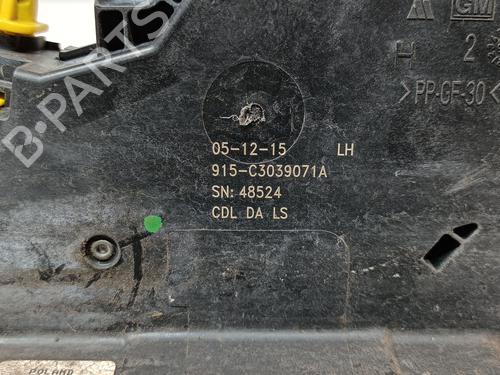 GM
H 2
>PP-GF-30<
B-PARTS
05-12-15 LH
915-C3039071A
SN: 48524
CDL DA LS
POLAND